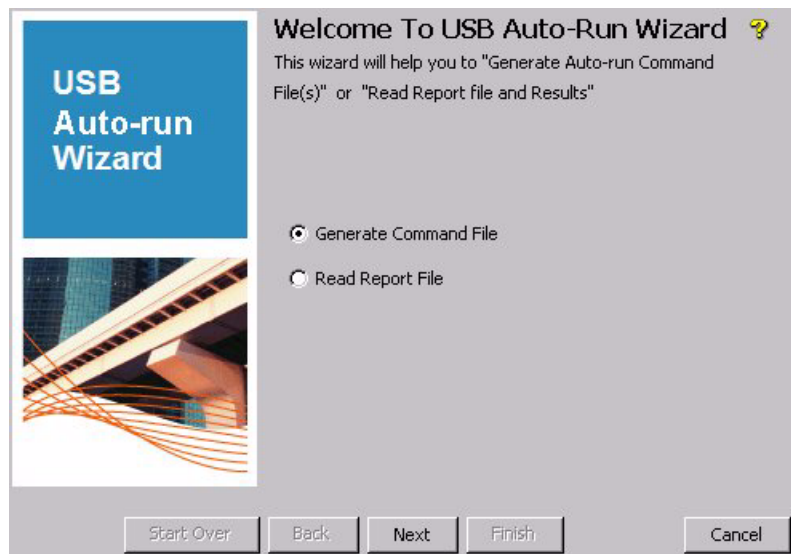 USB
Auto-run
Wizard
Welcome To USB Auto-Run Wizard ?
This wizard will help you to "Generate Auto-run Command
File(s)" or "Read Report file and Results"
Generate Command File
Read Report File
Start Over Back Next Finish Cancel